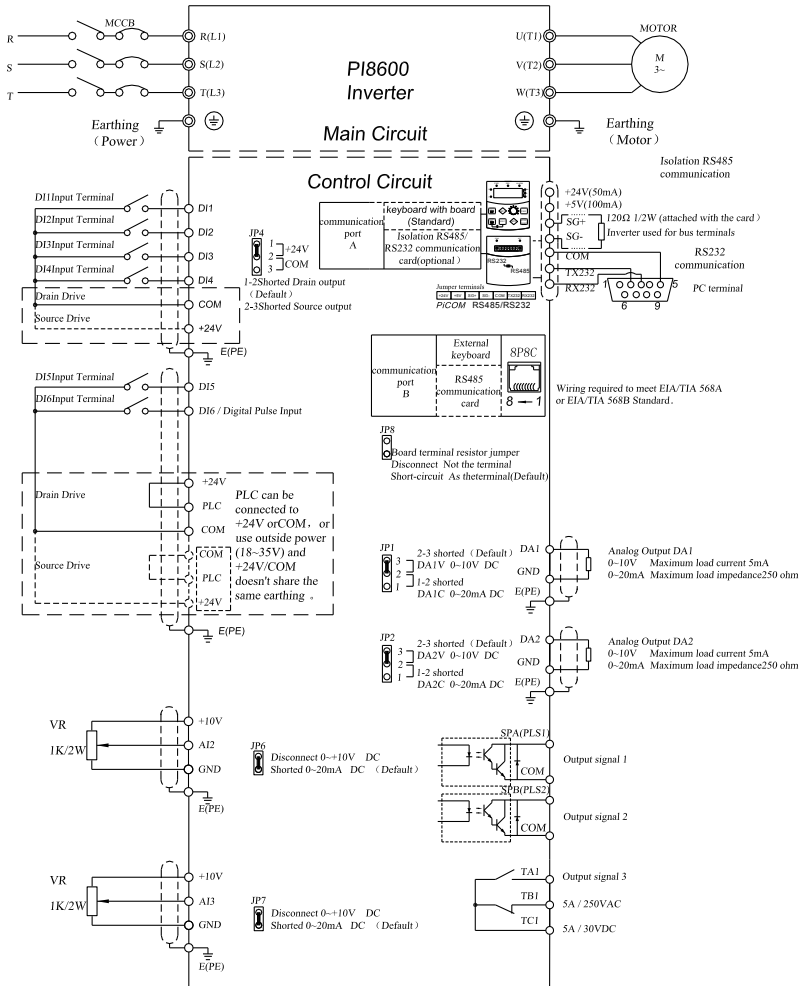 MCCB
R
R(L1)
S
S(L2)
T
T(L3)
Earthing
（Power）
PI8600
Inverter
Main Circuit
U(T1)
V(T2)
W(T3)
MOTOR
M
3~
Earthing
(Motor）
Control Circuit
DI1Input Terminal
DI1
DI2Input Terminal
DI2
DI3Input Terminal
DI3
DI4Input Terminal
DI4
Drain Drive
COM
Source Drive
+24V
E(PE)
JP4
1
2
3
+24V
COM
1-2Shorted Drain output
（Default）
2-3Shorted Source output
communication
port
A
keyboard with board
(Standard)
Isolation RS485/
RS232 communication
card(optional）
RS232
RS485
Jumper terminals
+24V +5V SG+ SG- COM TX232 RX232
PICOM RS485/RS232
Isolation RS485
communication
+24V(50mA)
+5V(100mA)
SG+
SG-
120Ω 1/2W (attached with the card）
Inverter used for bus terminals
COM
TX232
RX232
RS232
communication
1
5
6
9
PC terminal
communication
port
B
External
keyboard
RS485
communication
card
8P8C
8
1
Wiring required to meet EIA/TIA 568A
or EIA/TIA 568B Standard.
DI5Input Terminal
DI5
DI6Input Terminal
DI6 / Digital Pulse Input
JP8
Board terminal resistor jumper
Disconnect Not the terminal
Short-circuit As theterminal(Default)
Drain Drive
+24V
PLC
COM
Source Drive
COM
PLC
+24V
PLC can be
connected to
+24V orCOM，or
use outside power
(18~35V) and
+24V/COM
doesn't share the
same earthing 。
E(PE)
JP1
3
2
1
2-3 shorted（Default）
DA1V 0~10V DC
1-2 shorted
DA1C 0~20mA DC
DA1
GND
E(PE)
Analog Output DA1
0~10V Maximum load current 5mA
0~20mA Maximum load impedance250 ohm
JP2
3
2
1
2-3 shorted（Default）
DA2V 0~10V DC
1-2 shorted
DA2C 0~20mA DC
DA2
GND
E(PE)
Analog Output DA2
0~10V Maximum load current 5mA
0~20mA Maximum load impedance250 ohm
VR
1K/2W
+10V
AI2
GND
E(PE)
JP6
Disconnect 0~+10V DC
Shorted 0~20mA DC （Default）
SPA(PLS1)
COM
Output signal 1
SPB(PLS2)
COM
Output signal 2
VR
1K/2W
+10V
AI3
GND
E(PE)
JP7
Disconnect 0~+10V DC
Shorted 0~20mA DC （Default）
TA1
TB1
TC1
Output signal 3
5A / 250VAC
5A / 30VDC